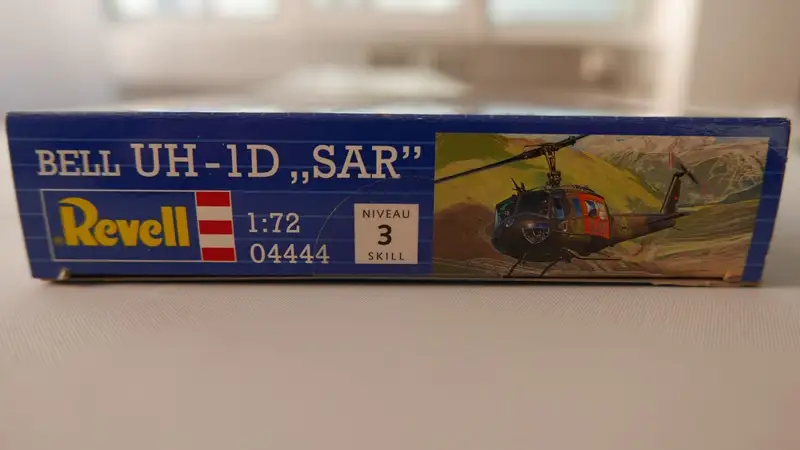 BELL UH-1D „SAR”
Revell
1:72
04444
NIVEAU
3
SKILL